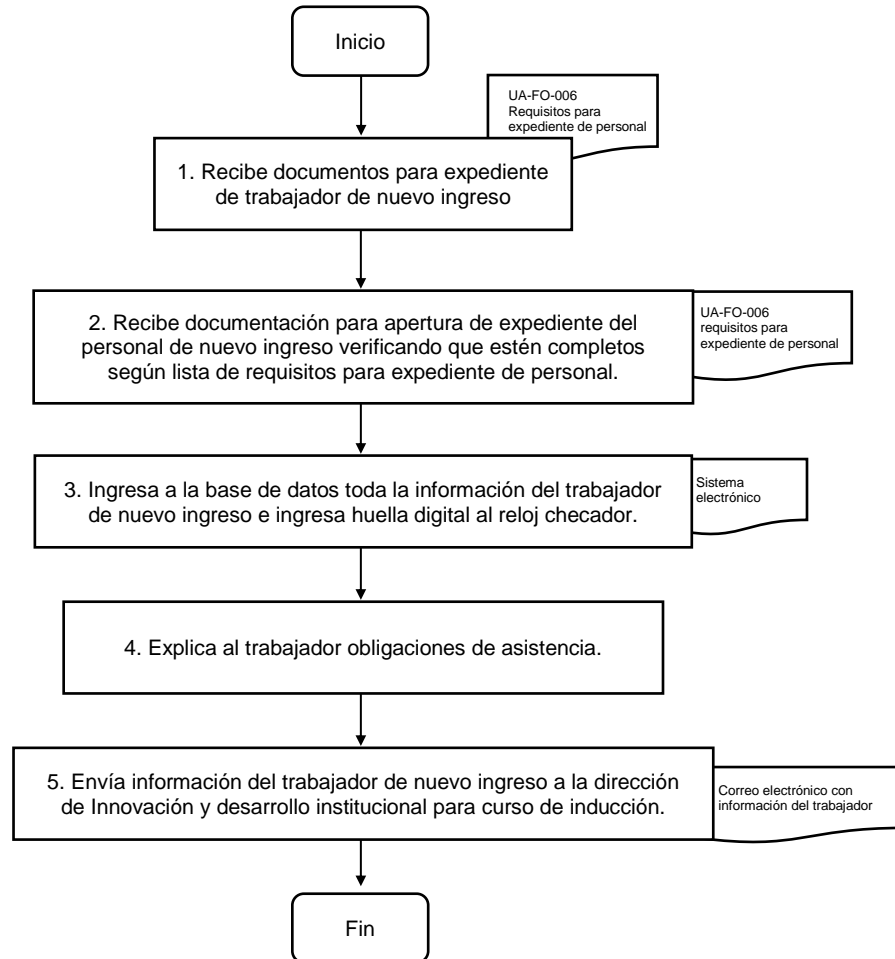 Inicio
UA-FO-006
Requisitos para
expediente de personal
1. Recibe documentos para expediente
de trabajador de nuevo ingreso
2. Recibe documentación para apertura de expediente del
personal de nuevo ingreso verificando que estén completos
según lista de requisitos para expediente de personal.
UA-FO-006
requisitos para
expediente de personal
3. Ingresa a la base de datos toda la información del trabajador
de nuevo ingreso e ingresa huella digital al reloj checador.
Sistema
electrónico
4. Explica al trabajador obligaciones de asistencia.
5. Envía información del trabajador de nuevo ingreso a la dirección
de Innovación y desarrollo institucional para curso de inducción.
Correo electrónico con
información del trabajador
Fin